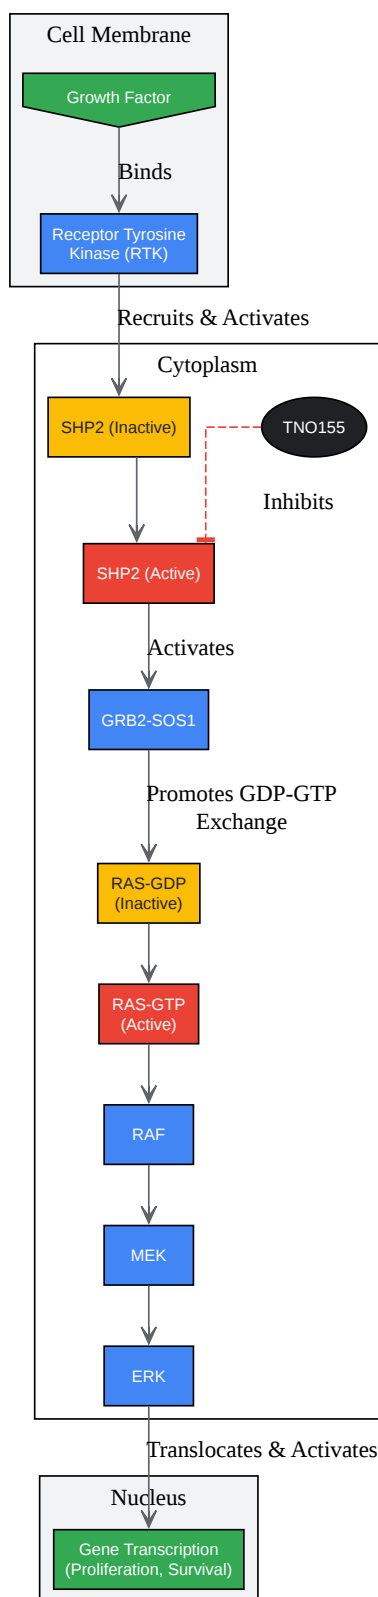 Cell Membrane
Growth Factor
Binds
Receptor Tyrosine
Kinase (RTK)
Recruits & Activates
Cytoplasm
SHP2 (Inactive)
TNO155
Inhibits
SHP2 (Active)
Activates
GRB2-SOS1
Promotes GDP-GTP
Exchange
RAS-GDP
(Inactive)
RAS-GTP
(Active)
RAF
MEK
ERK
Translocates & Activates
Nucleus
Gene Transcription
(Proliferation, Survival)